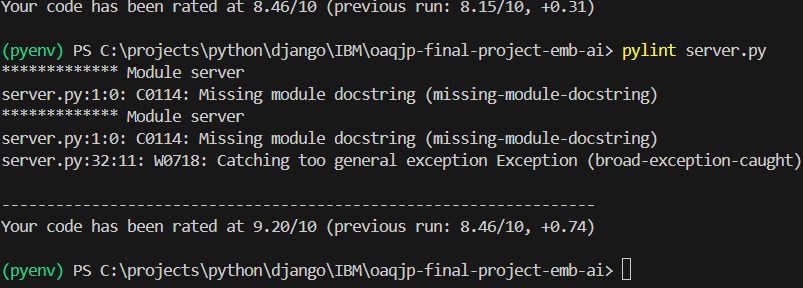 Your code has been rated at 8.46/10 (previous run: 8.15/10, +0.31)
(pyenv) PS C:\projects\python\django\IBM\oaqjp-final-project-emb-ai> pylint server.py
************* Module server
server.py:1:0: C0114: Missing module docstring (missing-module-docstring)
************* Module server
server.py:1:0: C0114: Missing module docstring (missing-module-docstring)
server.py:32:11: W0718: Catching too general exception Exception (broad-exception-caught)
------------------------------------------------------------------
Your code has been rated at 9.20/10 (previous run: 8.46/10, +0.74)
(pyenv) PS C:\projects\python\django\IBM\oaqjp-final-project-emb-ai>